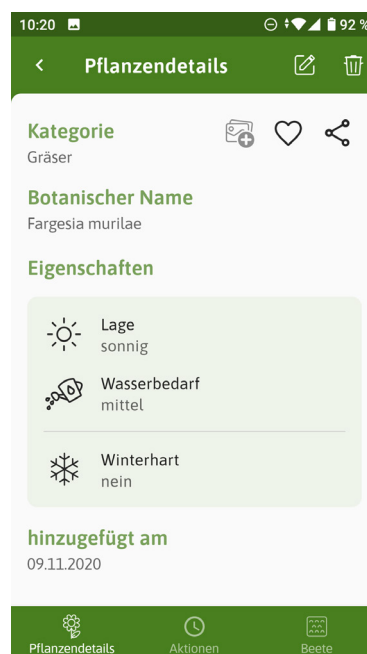 10:20 92 %
Pflanzendetails
Kategorie
Gräser
Botanischer Name
Fargesia murilae
Eigenschaften
Lage
sonnig
Wasserbedarf
mittel
Winterhart
nein
hinzugefügt am
09.11.2020
Pflanzendetails Aktionen Beete